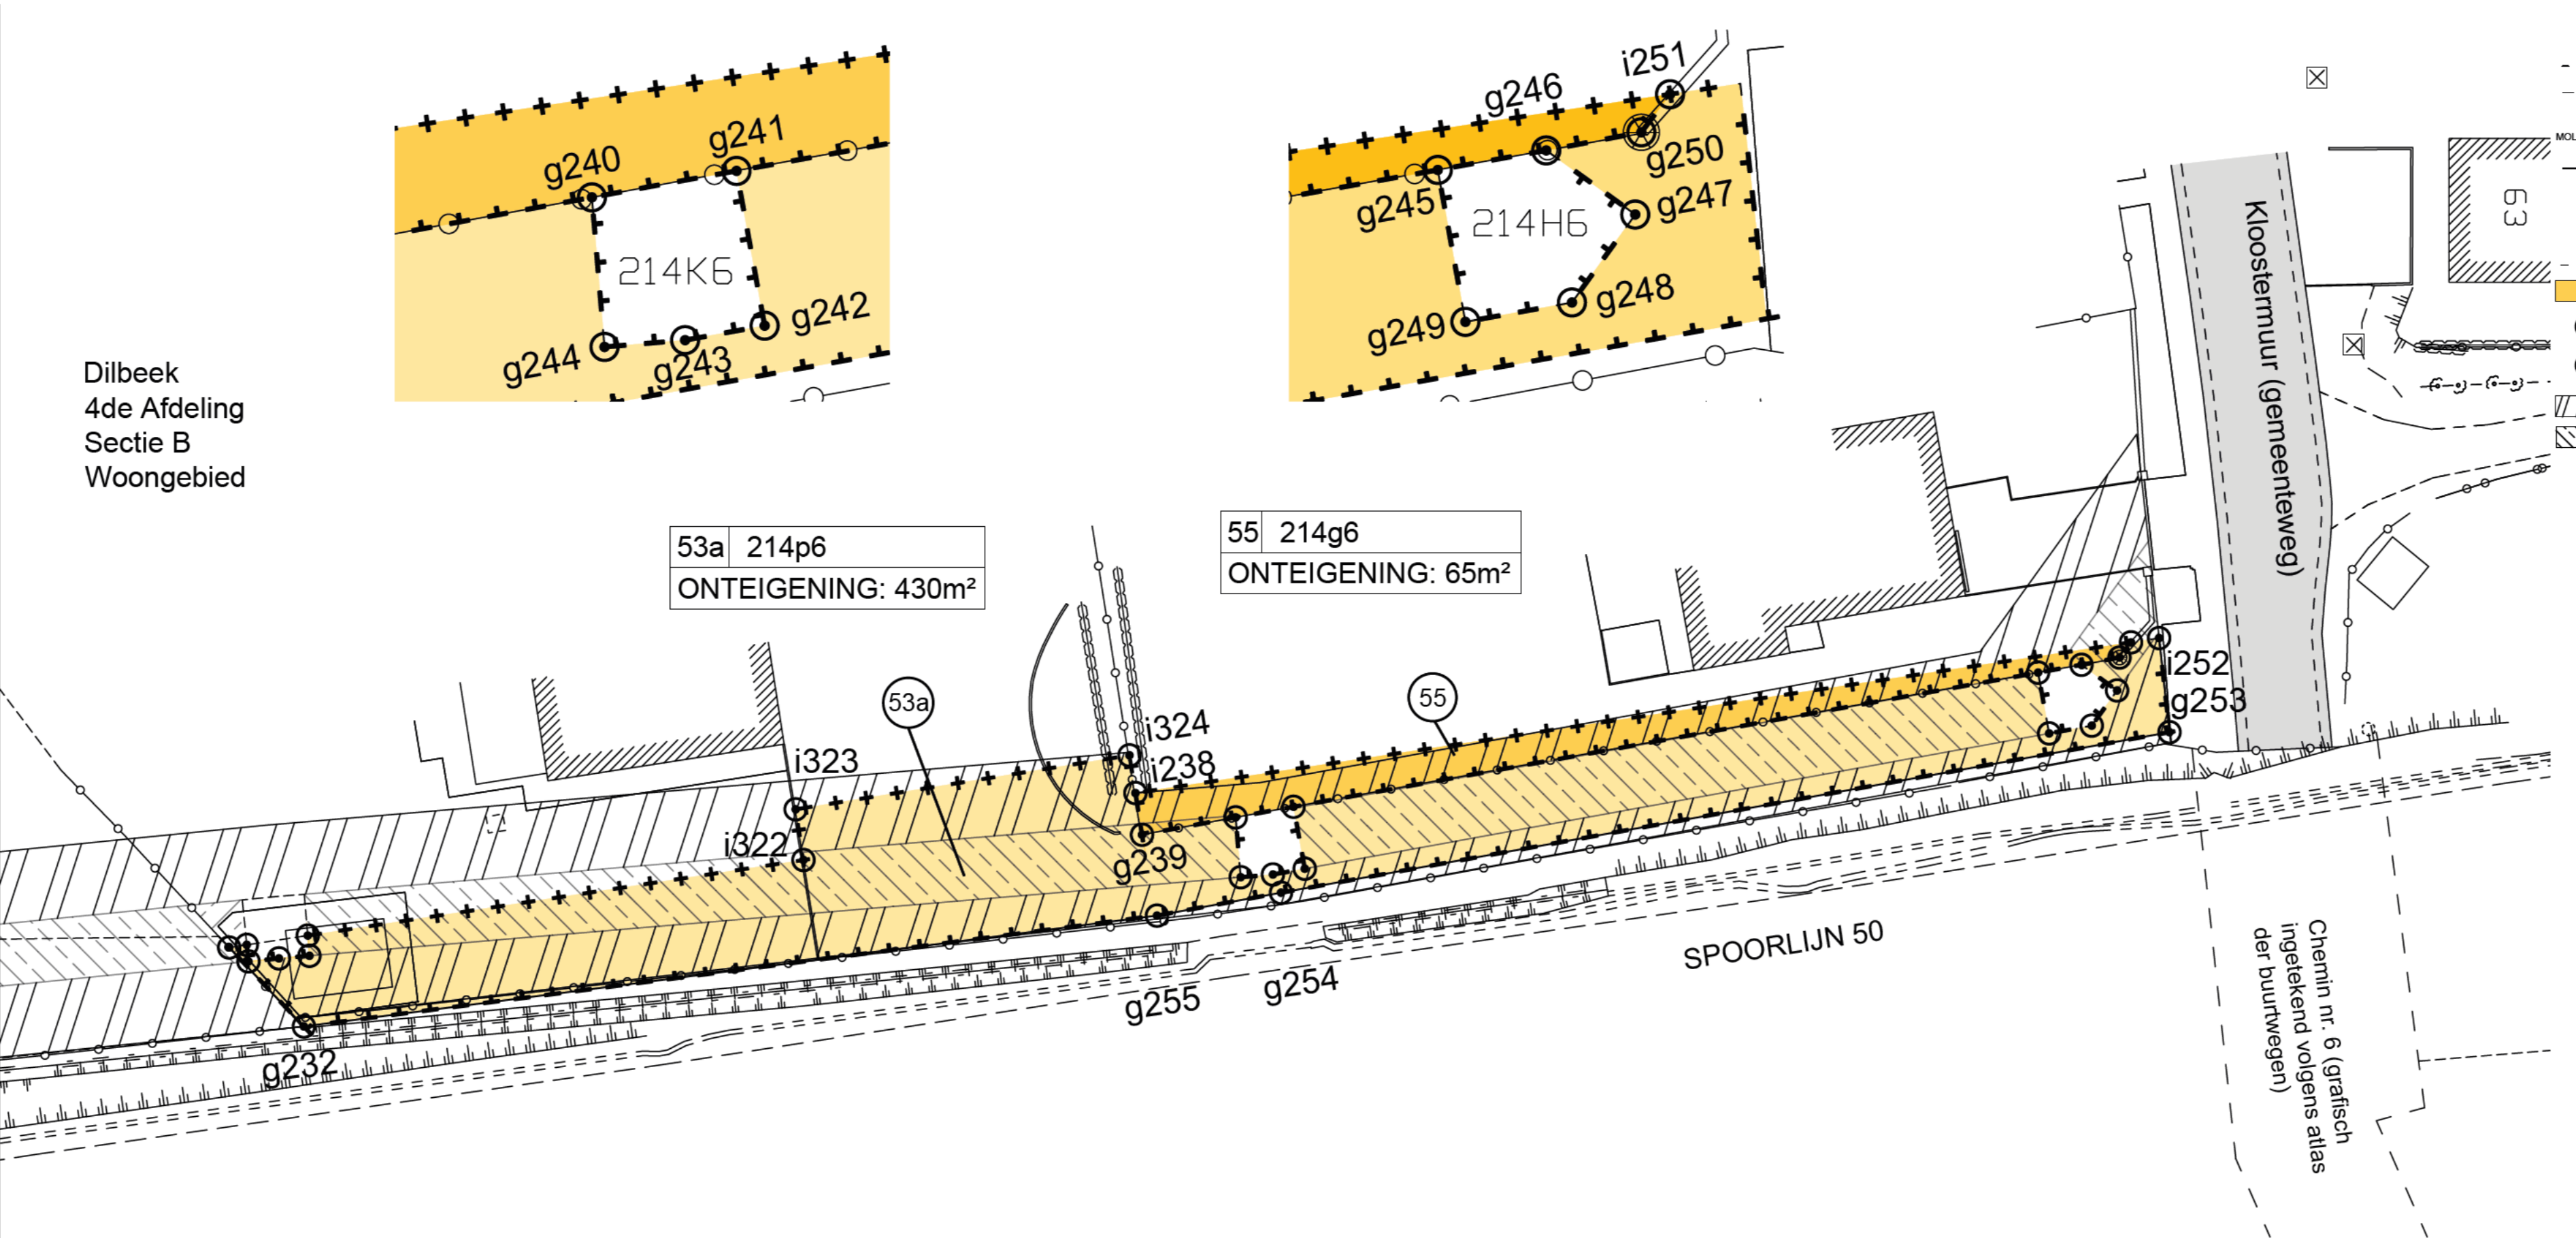 i251
g246
g241
g240
g250
g245
214H6
g247
214K6
g248
g242
g249
g244
g243
MOL
63
Kloostermuur (gemeenteweg)
Dilbeek
4de Afdeling
Sectie B
Woongebied
53a 214p6
ONTEIGENING: 430m²
55 214g6
ONTEIGENING: 65m²
53a
55
i324
i323
i238
i252
g253
i322
g239
SPOORLIJN 50
g255
g254
g232
Chemin nr. 6 (grafisch
ingetekend volgens atlas
der buurtwegen)